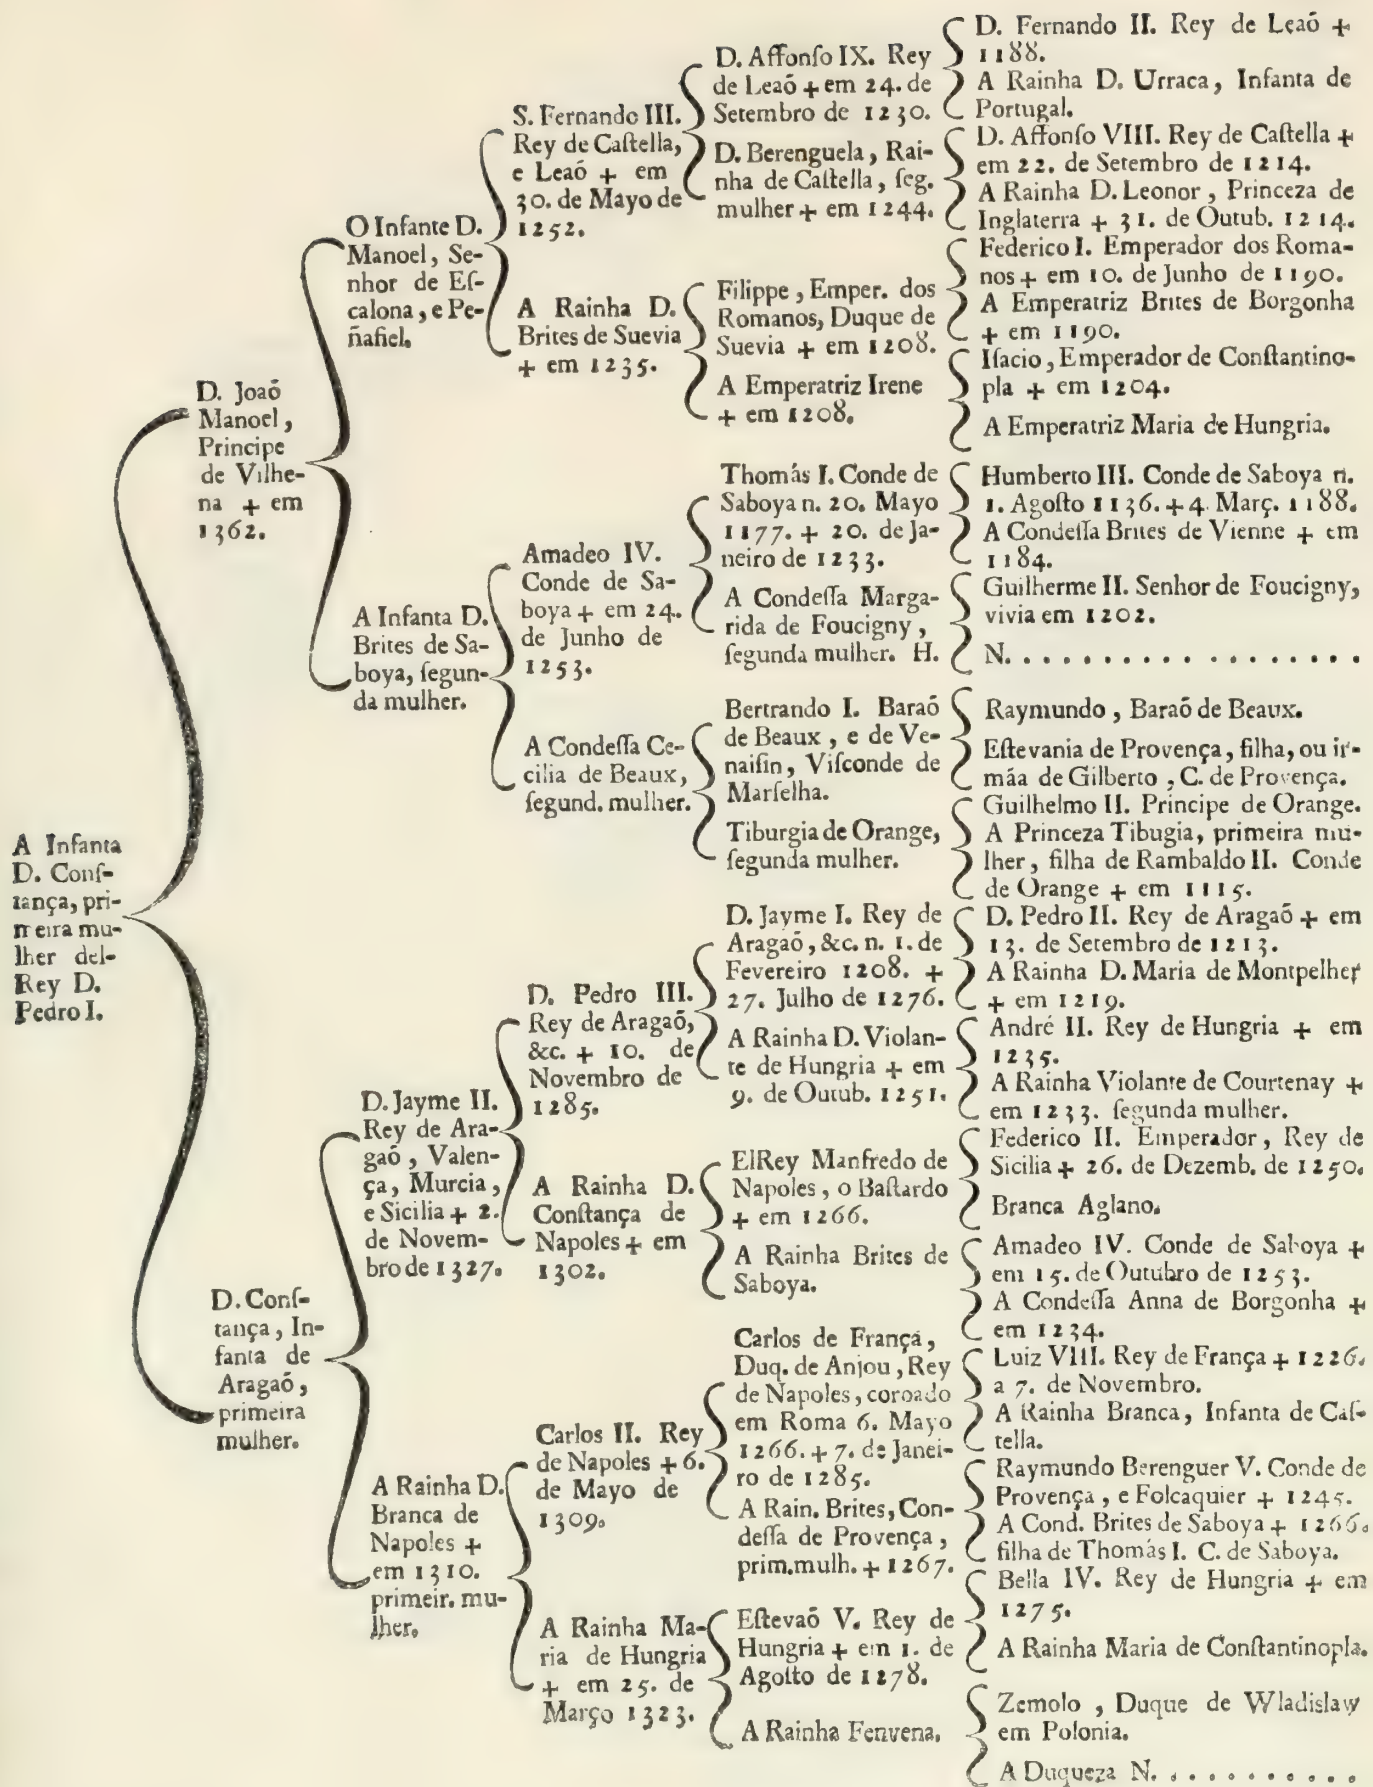 A Infanta
D. Conſ-
tança, pri-
meira mu-
lher del-
Rey D.
Pedro I.
D. Joaõ
Manoel,
Principe
de Vilhe-
na + em
1362.
D. Conſ-
tança, In-
fanta de
Aragaõ,
primeira
mulher.
O Infante D.
Manoel, Se-
nhor de Eſ-
calona, e Pe-
ñafiel.
A Infanta D.
Brites de Sa-
boya, ſegun-
da mulher.
D. Jayme II.
Rey de Ara-
gaõ, Valen-
ça, Murcia,
e Sicilia + 2.
de Novem-
bro de 1327.
A Rainha D.
Branca de
Napoles +
em 1310.
primeir. mu-
lher.
S. Fernando III.
Rey de Caſtella,
e Leaõ + em
30. de Mayo de
1252.
A Rainha D.
Brites de Suevia
+ em 1235.
Amadeo IV.
Conde de Sa-
boya + em 24.
de Junho de
1253.
A Condeſſa Ce-
cilia de Beaux,
ſegund. mulher.
D. Pedro III.
Rey de Aragaõ,
&c. + 10. de
Novembro de
1285.
A Rainha D.
Conſtança de
Napoles + em
1302.
Carlos II. Rey
de Napoles + 6.
de Mayo de
1309.
A Rainha Ma-
ria de Hungria
+ em 25. de
Março 1323.
D. Affonſo IX. Rey
de Leaõ + em 24. de
Setembro de 1230.
D. Berenguela, Rai-
nha de Caſtella, ſeg.
mulher + em 1244.
Filippe, Emper. dos
Romanos, Duque de
Suevia + em 1208.
A Emperatriz Irene
+ em 1208.
Thomás I. Conde de
Saboya n. 20. Mayo
1177. + 20. de Ja-
neiro de 1233.
A Condeſſa Marga-
rida de Foucigny,
ſegunda mulher. H.
Bertrando I. Baraõ
de Beaux, e de Ve-
naiſin, Viſconde de
Marſelha.
Tiburgia de Orange,
ſegunda mulher.
D. Jayme I. Rey de
Aragaõ, &c. n. 1. de
Fevereiro 1208. +
27. Julho de 1276.
A Rainha D. Violan-
te de Hungria + em
9. de Outub. 1251.
ElRey Manfredo de
Napoles, o Baſtardo
+ em 1266.
A Rainha Brites de
Saboya.
Carlos de França,
Duq. de Anjou, Rey
de Napoles, coroado
em Roma 6. Mayo
1266. + 7. de Janei-
ro de 1285.
A Rain. Brites, Con-
deſſa de Provença,
prim. mulh. + 1267.
Eſtevaõ V. Rey de
Hungria + em 1. de
Agoſto de 1278.
A Rainha Fenvena.
D. Fernando II. Rey de Leaõ +
1188.
A Rainha D. Urraca, Infanta de
Portugal.
D. Affonſo VIII. Rey de Caſtella +
em 22. de Setembro de 1214.
A Rainha D. Leonor, Princeza de
Inglaterra + 31. de Outub. 1214.
Federico I. Emperador dos Roma-
nos + em 10. de Junho de 1190.
A Emperatriz Brites de Borgonha
+ em 1190.
Iſacio, Emperador de Conſtantino-
pla + em 1204.
A Emperatriz Maria de Hungria.
Humberto III. Conde de Saboya n.
1. Agoſto 1136. + 4. Març. 1188.
A Condeſſa Brites de Vienne + em
1184.
Guilherme II. Senhor de Foucigny,
vivia em 1202.
N. . . . . . . . . . . . . . . . . .
Raymundo, Baraõ de Beaux.
Eſtevania de Provença, filha, ou ir-
mãa de Gilberto, C. de Provença.
Guilhelmo II. Principe de Orange.
A Princeza Tibugia, primeira mu-
lher, filha de Rambaldo II. Conde
de Orange + em 1115.
D. Pedro II. Rey de Aragaõ + em
13. de Setembro de 1213.
A Rainha D. Maria de Montpelher
+ em 1219.
André II. Rey de Hungria + em
1235.
A Rainha Violante de Courtenay +
em 1233. ſegunda mulher.
Federico II. Emperador, Rey de
Sicilia + 26. de Dezemb. de 1250.
Branca Aglano.
Amadeo IV. Conde de Saboya +
em 15. de Outubro de 1253.
A Condeſſa Anna de Borgonha +
em 1234.
Luiz VIII. Rey de França + 1226.
a 7. de Novembro.
A Rainha Branca, Infanta de Caſ-
tella.
Raymundo Berenguer V. Conde de
Provença, e Folcaquier + 1245.
A Cond. Brites de Saboya + 1266.
filha de Thomás I. C. de Saboya.
Bella IV. Rey de Hungria + em
1275.
A Rainha Maria de Conſtantinopla.
Zemolo, Duque de Wladislaw
em Polonia.
A Duqueza N. . . . . . . . . . .